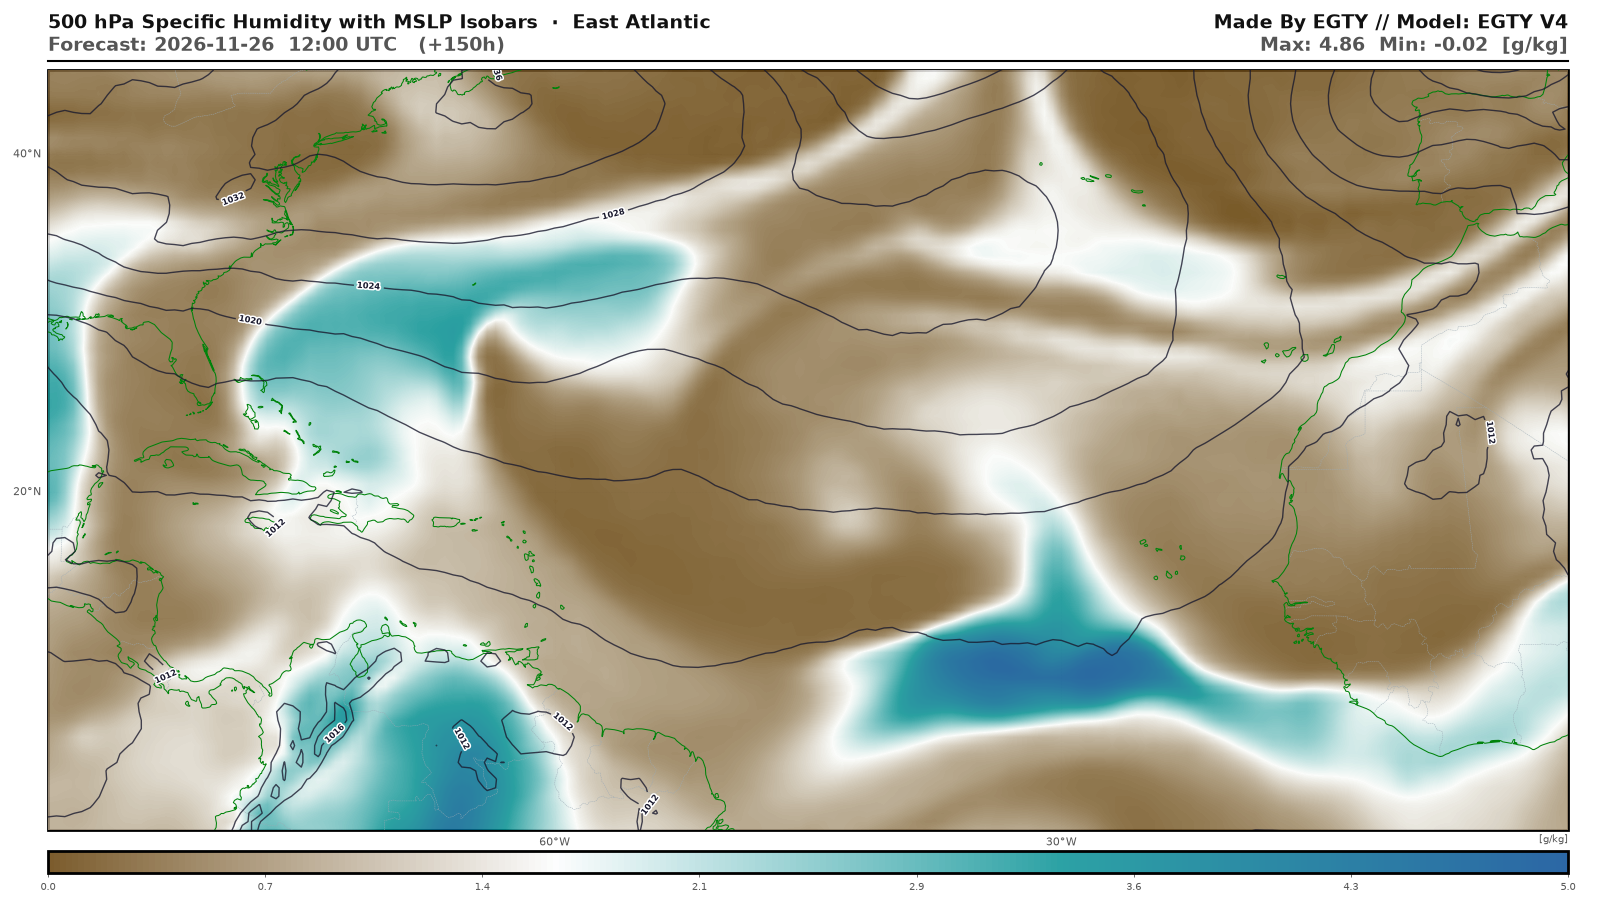 500 hPa Specific Humidity with MSLP Isobars · East Atlantic
Made By EGTY // Model: EGTY V4
Forecast: 2026-11-26 12:00 UTC (+150h)
Max: 4.86 Min: -0.02 [g/kg]
36
40°N
1032
1028
1024
1020
1012
20°N
1012
1012
1012
1016
1012
1012
60°W
30°W
[g/kg]
0.0 0.7 1.4 2.1 2.9 3.6 4.3 5.0